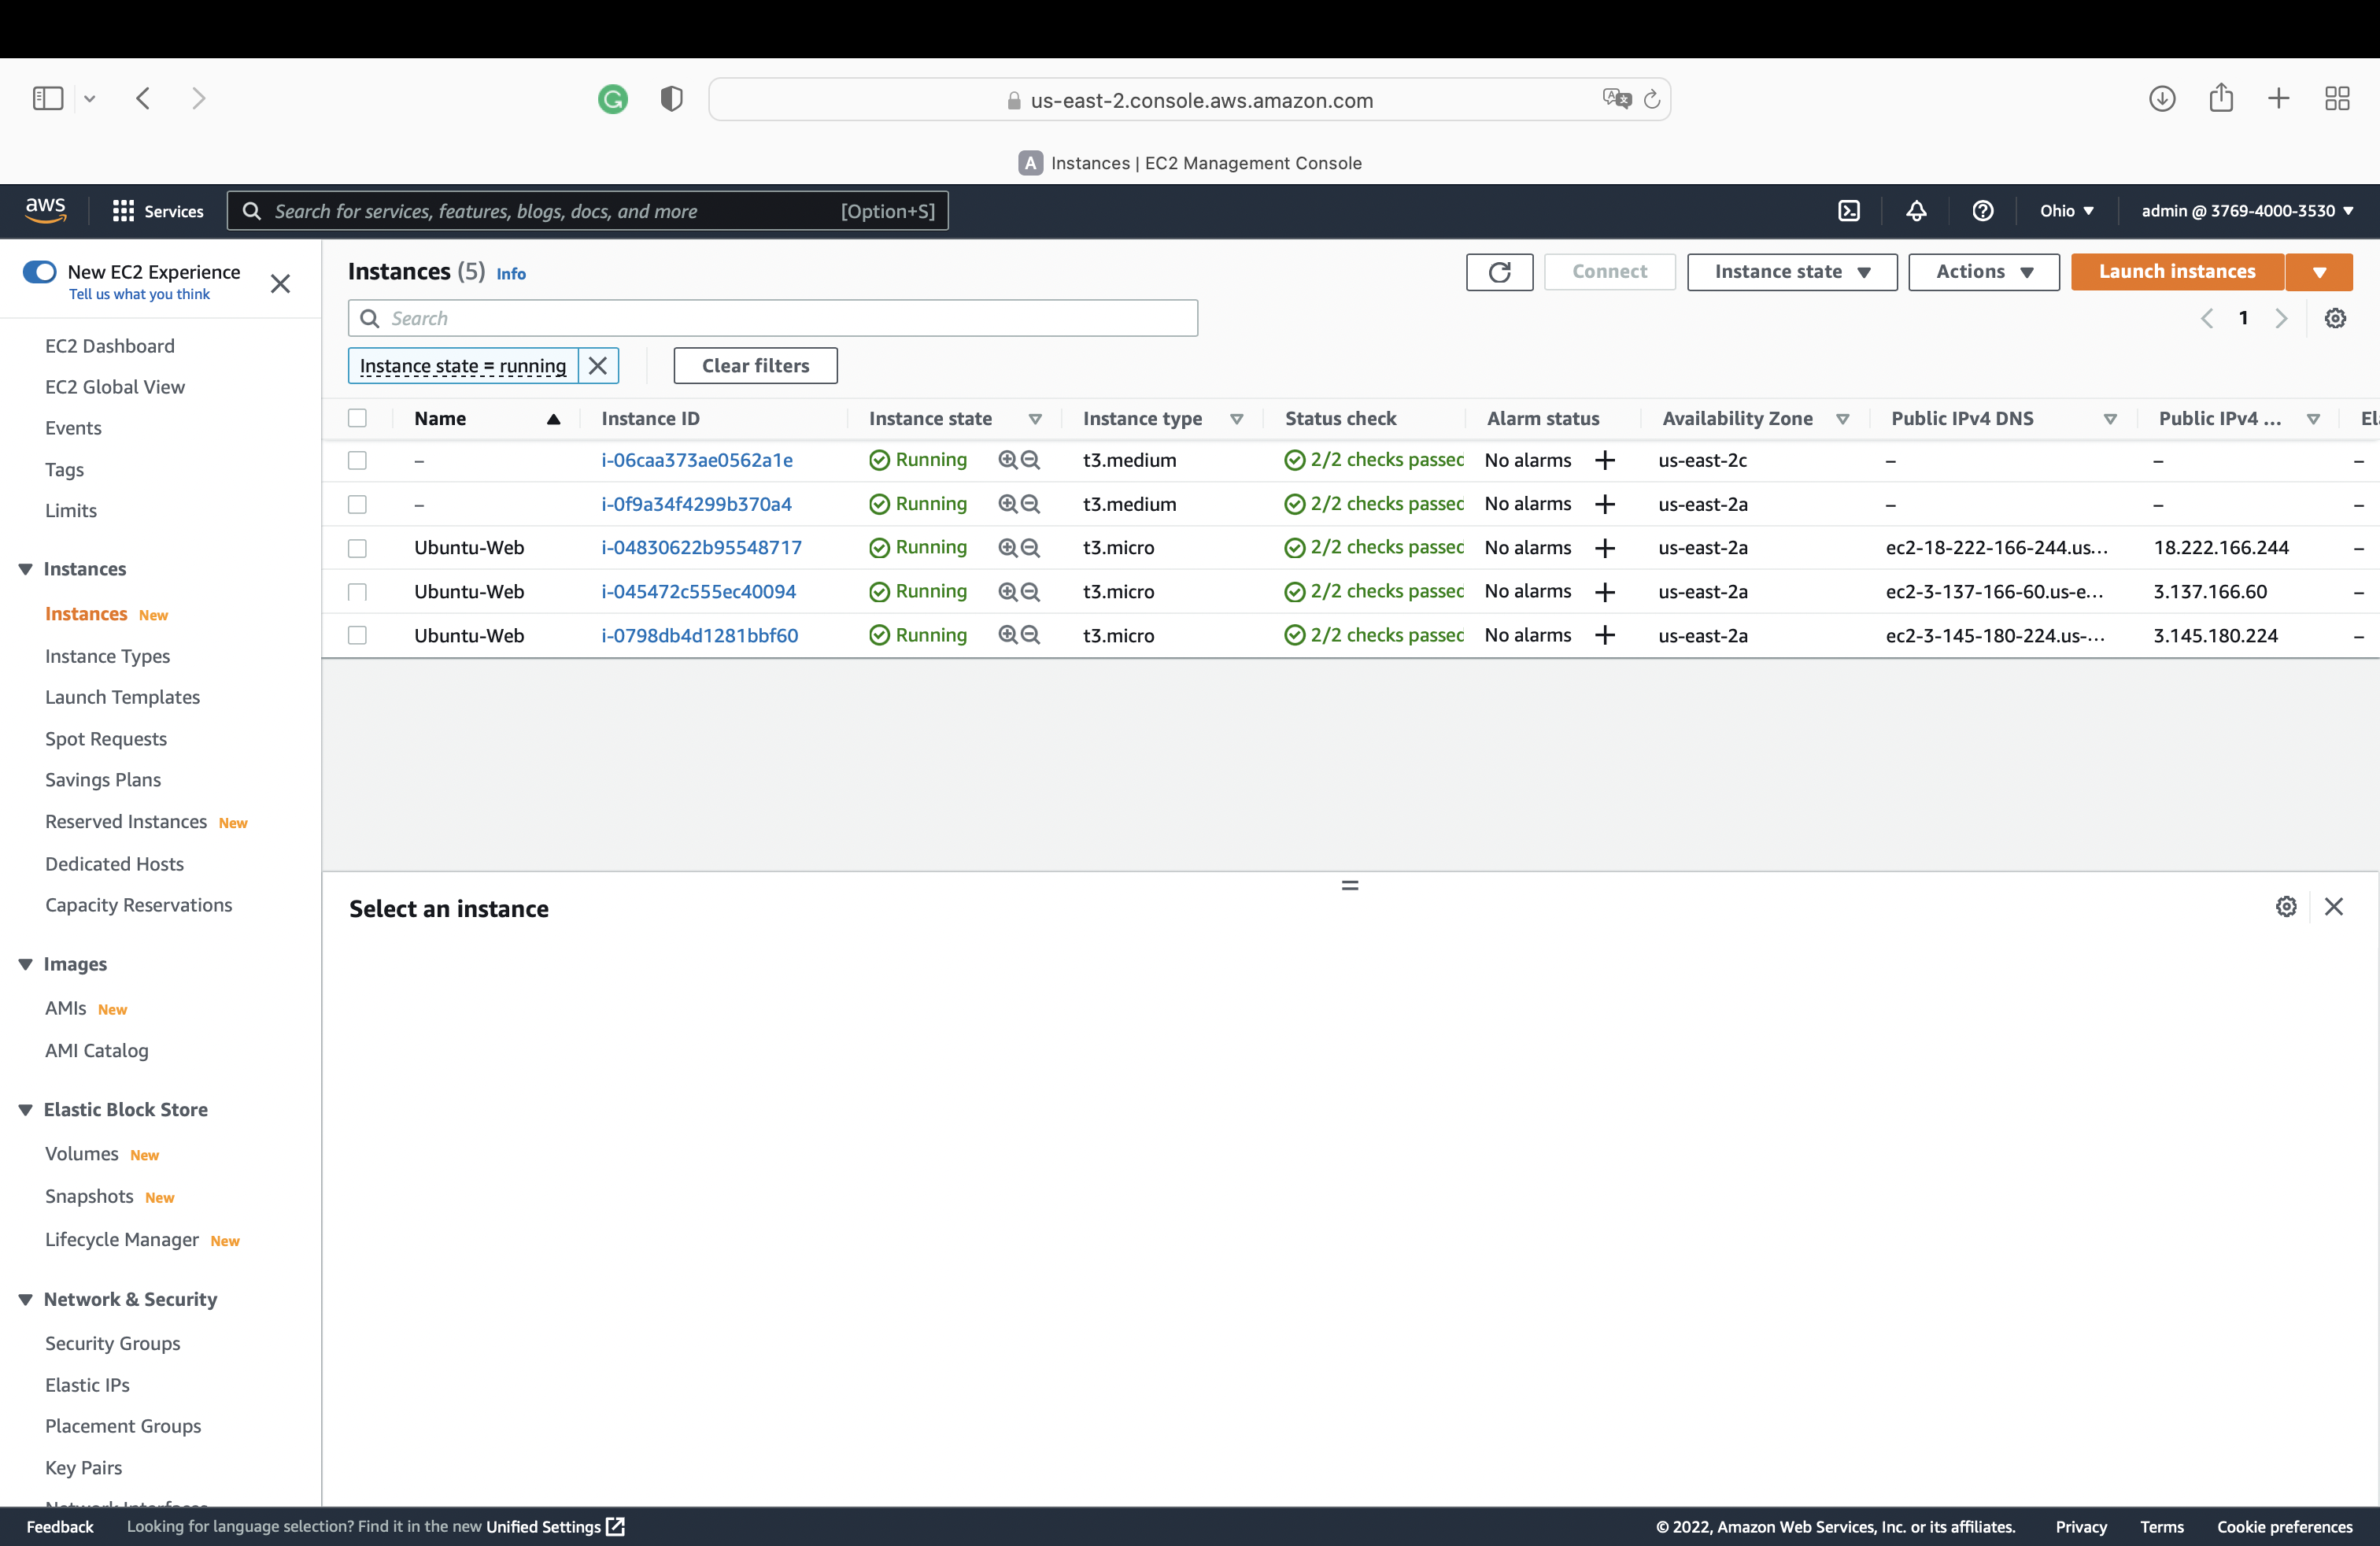 us-east-2.console.aws.amazon.com
A Instances | EC2 Management Console
aws Services Search for services, features, blogs, docs, and more [Option+S] Ohio admin @ 3769-4000-3530
New EC2 Experience
Tell us what you think
EC2 Dashboard
EC2 Global View
Events
Tags
Limits
Instances
Instances New
Instance Types
Launch Templates
Spot Requests
Savings Plans
Reserved Instances New
Dedicated Hosts
Capacity Reservations
Images
AMIs New
AMI Catalog
Elastic Block Store
Volumes New
Snapshots New
Lifecycle Manager New
Network & Security
Security Groups
Elastic IPs
Placement Groups
Key Pairs
Instances (5) Info Connect Instance state Actions Launch instances
Search 1
Instance state = running Clear filters
Name Instance ID Instance state Instance type Status check Alarm status Availability Zone Public IPv4 DNS Public IPv4 ...
– i-06caa373ae0562a1e Running t3.medium 2/2 checks passed No alarms + us-east-2c – – –
– i-0f9a34f4299b370a4 Running t3.medium 2/2 checks passed No alarms + us-east-2a – – –
Ubuntu-Web i-04830622b95548717 Running t3.micro 2/2 checks passed No alarms + us-east-2a ec2-18-222-166-244.us... 18.222.166.244 –
Ubuntu-Web i-045472c555ec40094 Running t3.micro 2/2 checks passed No alarms + us-east-2a ec2-3-137-166-60.us-e... 3.137.166.60 –
Ubuntu-Web i-0798db4d1281bbf60 Running t3.micro 2/2 checks passed No alarms + us-east-2a ec2-3-145-180-224.us-... 3.145.180.224 –
Select an instance
Feedback Looking for language selection? Find it in the new Unified Settings © 2022, Amazon Web Services, Inc. or its affiliates. Privacy Terms Cookie preferences